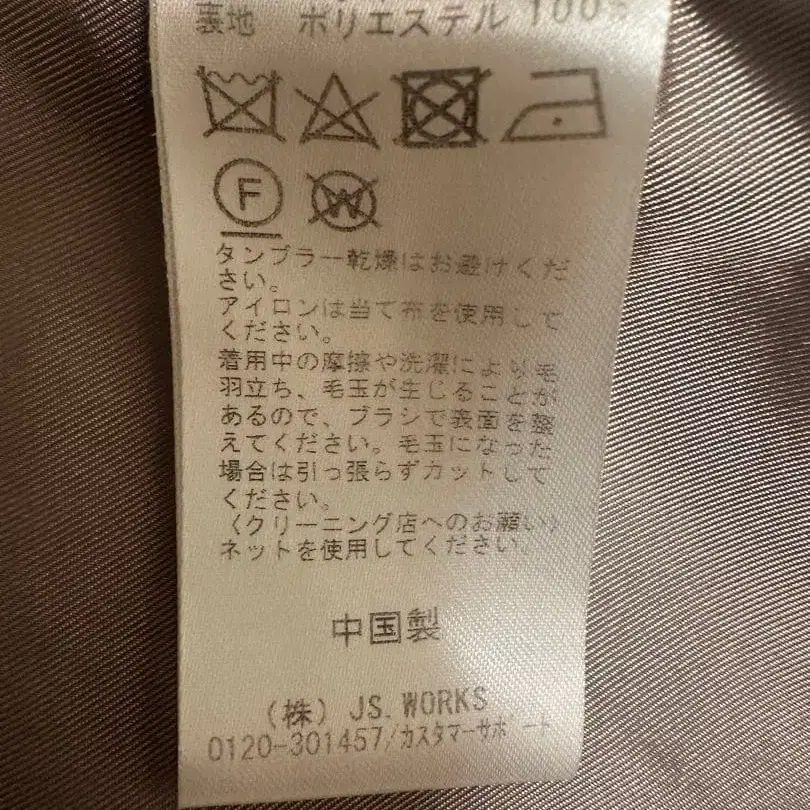 裏地 ポリエステル 100%
F
W
タンブラー乾燥はお避けくだ
さい。
アイロンは当て布を使用して
ください。
着用中の摩擦や洗濯により毛
羽立ち、毛玉が生じることが
あるので、ブラシで表面を整
えてください。毛玉になった
場合は引っ張らずカットして
ください。
〈クリーニング店へのお願い〉
ネットを使用してください。
中国製
(株) JS.WORKS
0120-301457/カスタマーサポート